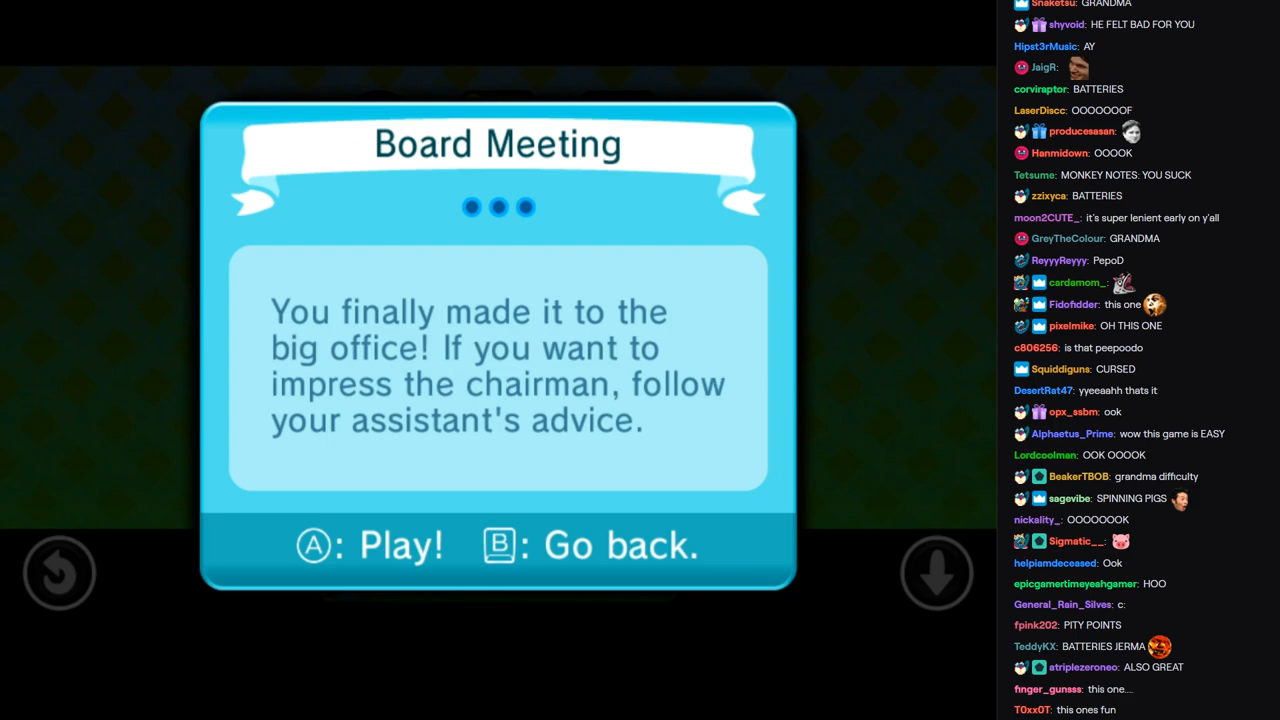 Board Meeting
You finally made it to the
big office! If you want to
impress the chairman, follow
your assistant's advice.
A: Play! B: Go back.
Snaketsu: GRANDMA
shyvoid: HE FELT BAD FOR YOU
Hipst3rMusic: AY
JaigR:
corviraptor: BATTERIES
LaserDiscc: OOOOOOOF
producesasan:
Hanmidown: OOOOK
Tetsume: MONKEY NOTES: YOU SUCK
zzixyca: BATTERIES
moon2CUTE_: it's super lenient early on y'all
GreyTheColour: GRANDMA
ReyyyReyyy: PepoD
cardamom_:
Fidofidder: this one
pixelmike: OH THIS ONE
c806256: is that peepoodo
Squiddiguns: CURSED
DesertRat47: yyeeaahh thats it
opx_ssbm: ook
Alphaetus_Prime: wow this game is EASY
Lordcoolman: OOK OOOOK
BeakerTBOB: grandma difficulty
sagevibe: SPINNING PIGS
nickality_: OOOOOOOK
Sigmatic__:
helpiamdeceased: Ook
epicgamertimeyeahgamer: HOO
General_Rain_Silves: c:
fpink202: PITY POINTS
TeddyKX: BATTERIES JERMA
atriplezeroneo: ALSO GREAT
finger_gunsss: this one....
T0xx0T: this ones fun